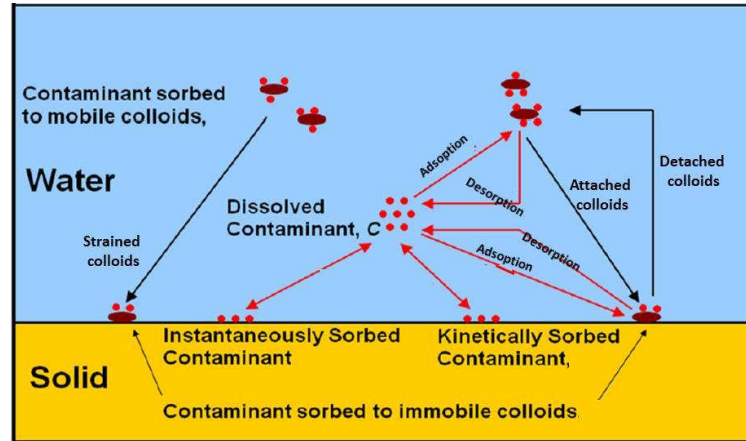 Contaminant sorbed
to mobile colloids,
Water
Adsoption
Desorption
Attached
colloids
Detached
colloids
Dissolved
Contaminant, C
Strained
colloids
Desorption
Adsoption
Instantaneously Sorbed
Contaminant
Kinetically Sorbed
Contaminant,
Solid
Contaminant sorbed to immobile colloids